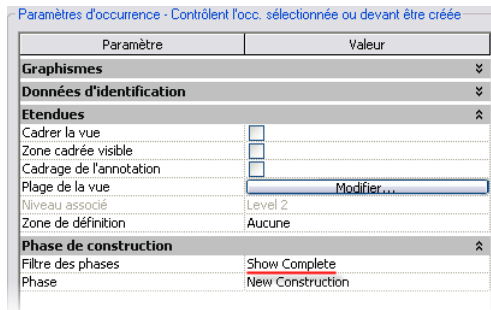 Paramètres d'occurrence - Contrôlent l'occ. sélectionnée ou devant être créée
Paramètre Valeur
Graphismes
Données d'identification
Etendues
Cadrer la vue
Zone cadrée visible
Cadrage de l'annotation
Plage de la vue Modifier...
Niveau associé Level 2
Zone de définition Aucune
Phase de construction
Filtre des phases Show Complete
Phase New Construction